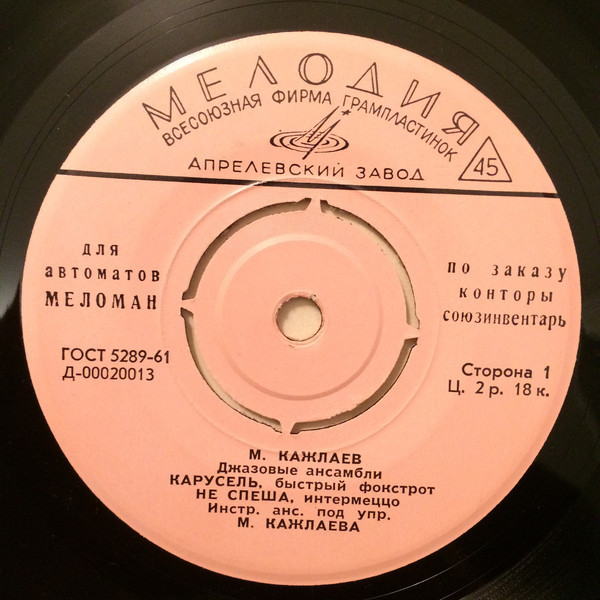 МЕЛОДИЯ
ВСЕСОЮЗНАЯ ФИРМА ГРАМПЛАСТИНОК
АПРЕЛЕВСКИЙ ЗАВОД
45
для
автоматов
МЕЛОМАН
по заказу
конторы
союзинвентарь
ГОСТ 5289-61
Д-00020013
Сторона 1
Ц. 2 р. 18 к.
М. КАЖЛАЕВ
Джазовые ансамбли
КАРУСЕЛЬ, быстрый фокстрот
НЕ СПЕША, интермеццо
Инстр. анс. под упр.
М. КАЖЛАЕВА